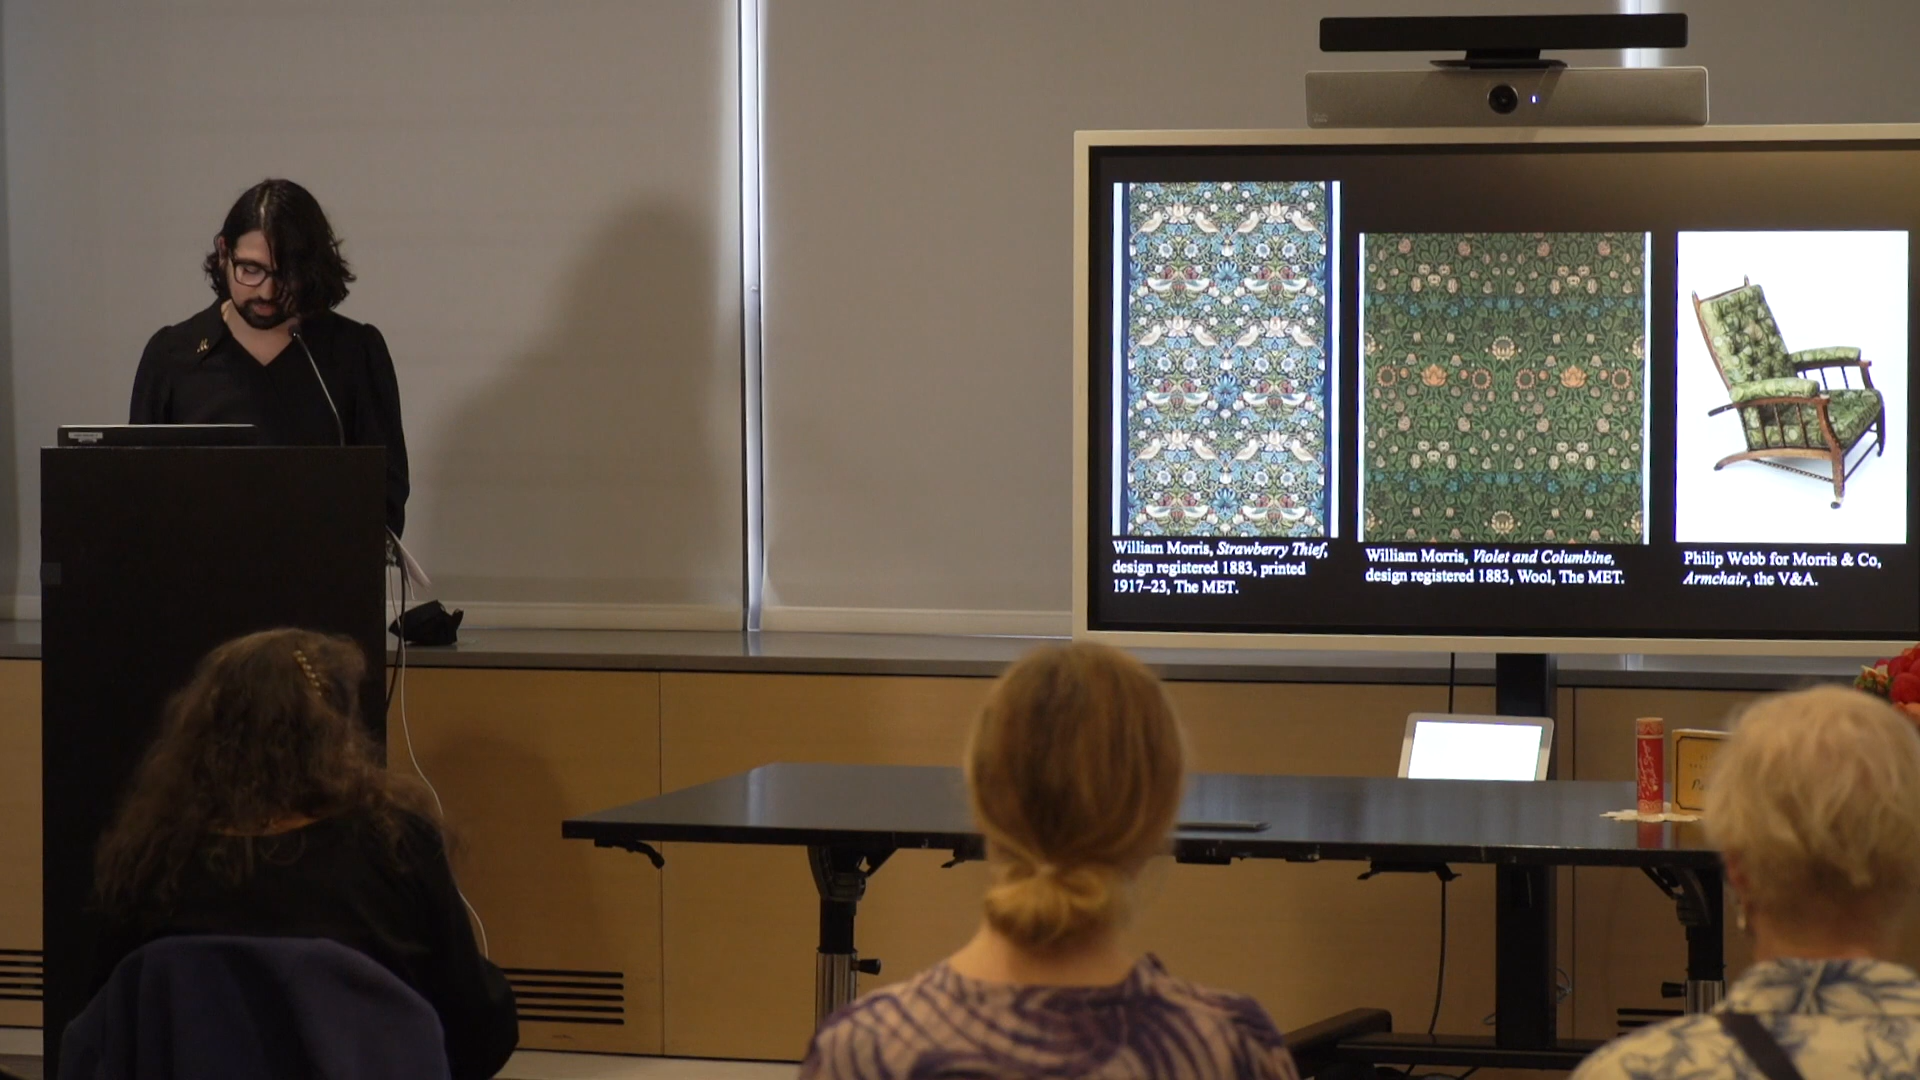 William Morris, Strawberry Thief,
design registered 1883, printed
1917–23, The MET.
William Morris, Violet and Columbine,
design registered 1883, Wool, The MET.
Philip Webb for Morris & Co,
Armchair, the V&A.